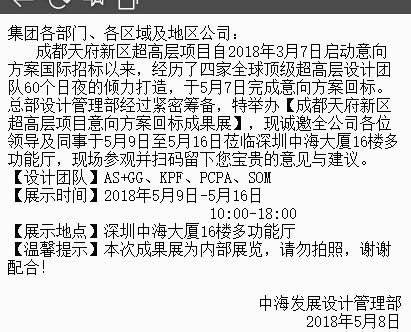 集团各部门、各区域及地区公司：
成都天府新区超高层项目自2018年3月7日启动意向
方案国际招标以来，经历了四家全球顶级超高层设计团
队60个日夜的倾力打造，于5月7日完成意向方案回标。
总部设计管理部经过紧密筹备，特举办【成都天府新区
超高层项目意向方案回标成果展】，现诚邀全公司各位
领导及同事于5月9日至5月16日莅临深圳中海大厦16楼多
功能厅，现场参观并扫码留下您宝贵的意见与建议。
【设计团队】AS+GG、KPF、PCPA、SOM
【展示时间】2018年5月9日-5月16日
10:00-18:00
【展示地点】深圳中海大厦16楼多功能厅
【温馨提示】本次成果展为内部展览，请勿拍照，谢谢
配合！
中海发展设计管理部
2018年5月8日